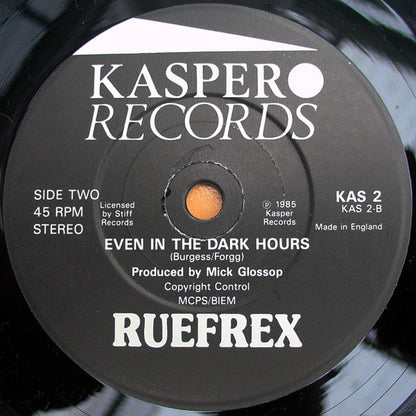 KASPER
RECORDS
SIDE TWO
45 RPM
STEREO
Licensed
by Stiff
Records
℗ 1985
Kasper
Records
KAS 2
KAS 2-B
Made in England
EVEN IN THE DARK HOURS
(Burgess/Forgg)
Produced by Mick Glossop
Copyright Control
MCPS/BIEM
RUEFREX